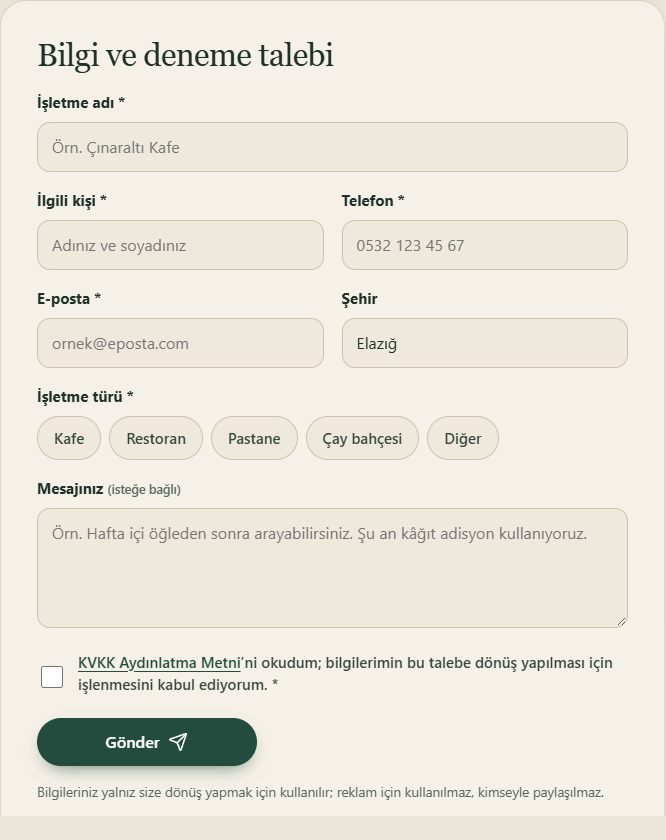 Bilgi ve deneme talebi
İşletme adı *
Örn. Çınaraltı Kafe
İlgili kişi *
Telefon *
Adınız ve soyadınız
0532 123 45 67
E-posta *
Şehir
ornek@eposta.com
Elazığ
İşletme türü *
Kafe Restoran Pastane Çay bahçesi Diğer
Mesajınız (isteğe bağlı)
Örn. Hafta içi öğleden sonra arayabilirsiniz. Şu an kâğıt adisyon kullanıyoruz.
KVKK Aydınlatma Metni’ni okudum; bilgilerimin bu talebe dönüş yapılması için
işlenmesini kabul ediyorum. *
Gönder
Bilgileriniz yalnız size dönüş yapmak için kullanılır; reklam için kullanılmaz, kimseyle paylaşılmaz.